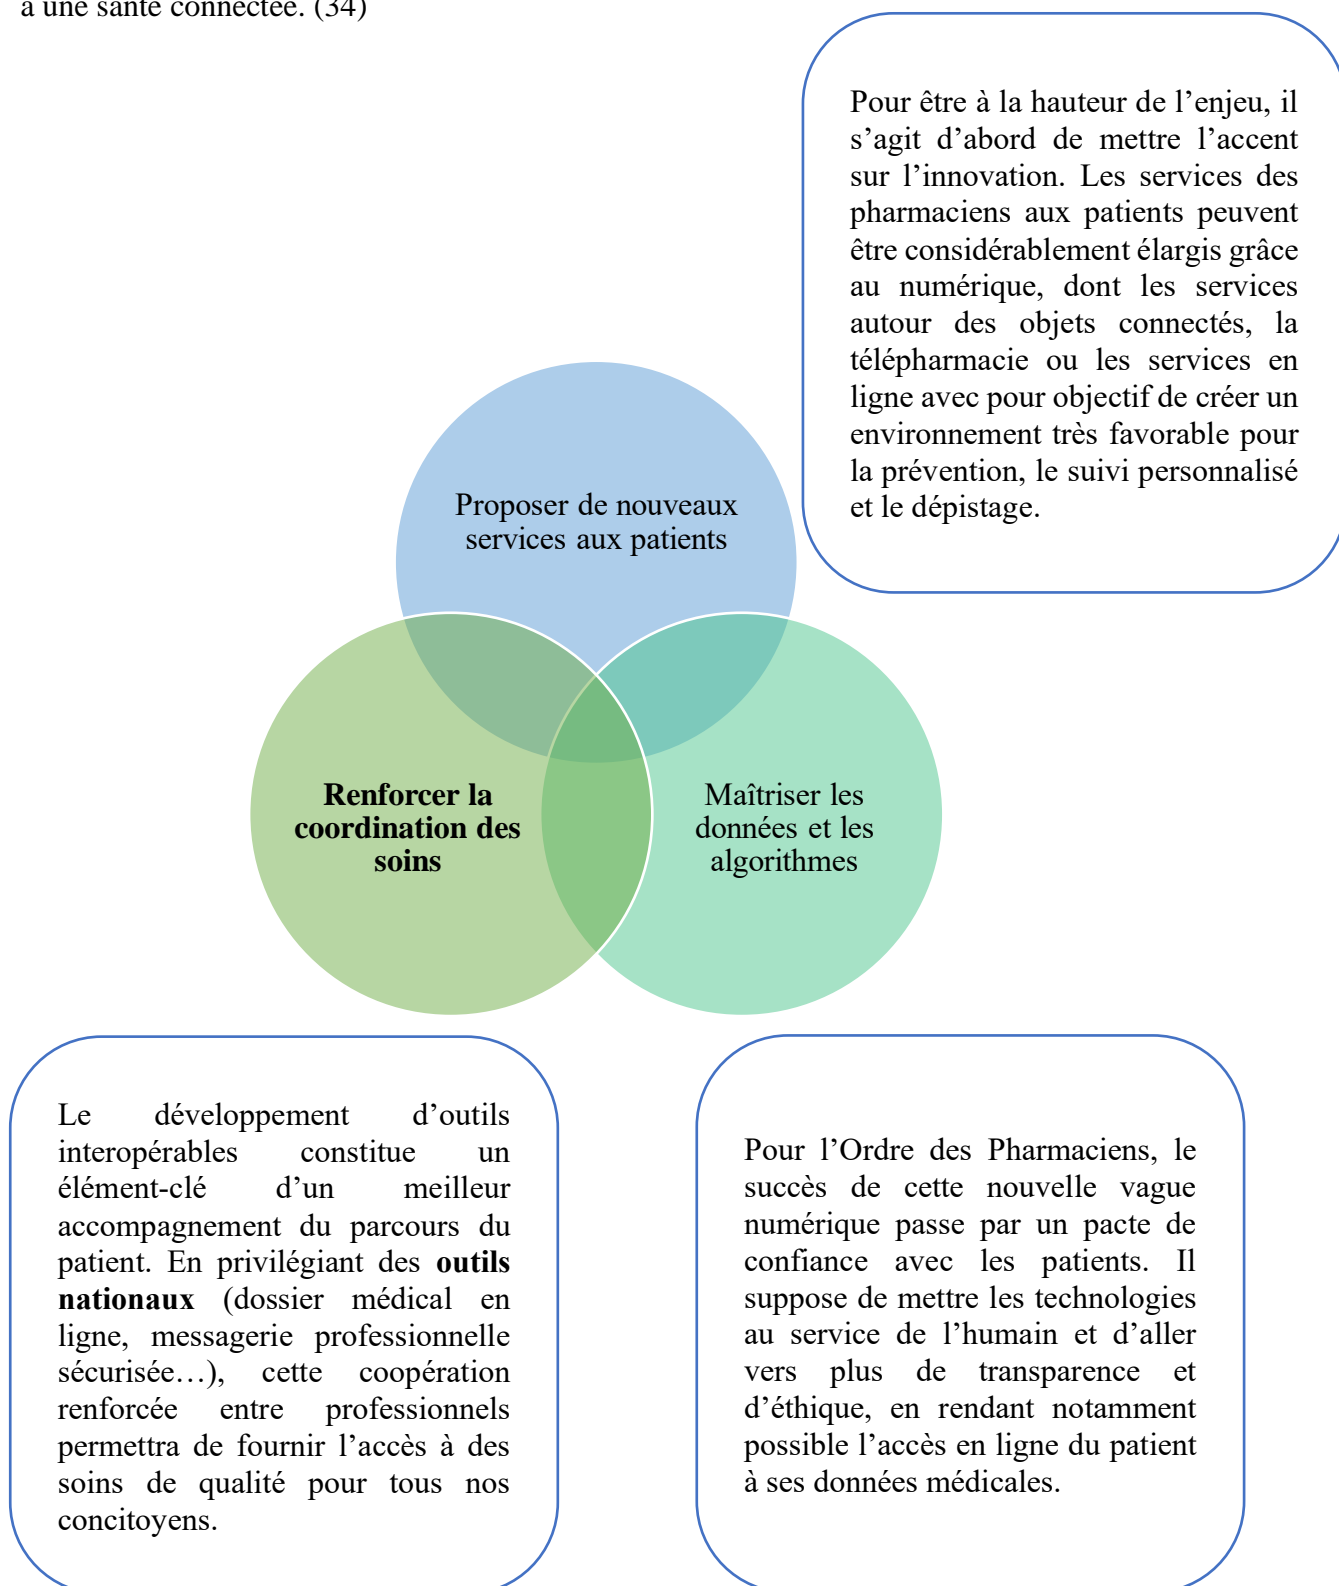 à une santé connectée. (34)
Pour être à la hauteur de l’enjeu, il
s’agit d’abord de mettre l’accent
sur l’innovation. Les services des
pharmaciens aux patients peuvent
être considérablement élargis grâce
au numérique, dont les services
autour des objets connectés, la
télépharmacie ou les services en
ligne avec pour objectif de créer un
environnement très favorable pour
la prévention, le suivi personnalisé
et le dépistage.
Proposer de nouveaux
services aux patients
Renforcer la
coordination des
soins
Maîtriser les
données et les
algorithmes
Le développement d’outils
interopérables constitue un
élément-clé d’un meilleur
accompagnement du parcours du
patient. En privilégiant des outils
nationaux (dossier médical en
ligne, messagerie professionnelle
sécurisée…), cette coopération
renforcée entre professionnels
permettra de fournir l’accès à des
soins de qualité pour tous nos
concitoyens.
Pour l’Ordre des Pharmaciens, le
succès de cette nouvelle vague
numérique passe par un pacte de
confiance avec les patients. Il
suppose de mettre les technologies
au service de l’humain et d’aller
vers plus de transparence et
d’éthique, en rendant notamment
possible l’accès en ligne du patient
à ses données médicales.